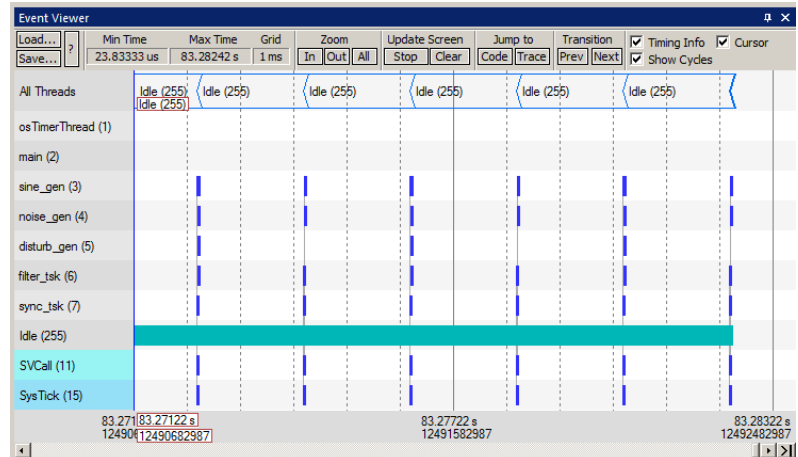 Event Viewer
Load... ? Min Time Max Time Grid Zoom Update Screen Jump to Transition Timing Info Cursor
Save... 23.83333 us 83.28242 s 1 ms In Out All Stop Clear Code Trace Prev Next Show Cycles
All Threads Idle (255) Idle (255) Idle (255) Idle (255) Idle (255) Idle (255)
Idle (255)
osTimerThread (1)
main (2)
sine_gen (3)
noise_gen (4)
disturb_gen (5)
filter_tsk (6)
sync_tsk (7)
Idle (255)
SVCall (11)
SysTick (15)
83.271 83.27122 s 83.27722 s 83.28322 s
12490 12490682987 12491582987 12492482987